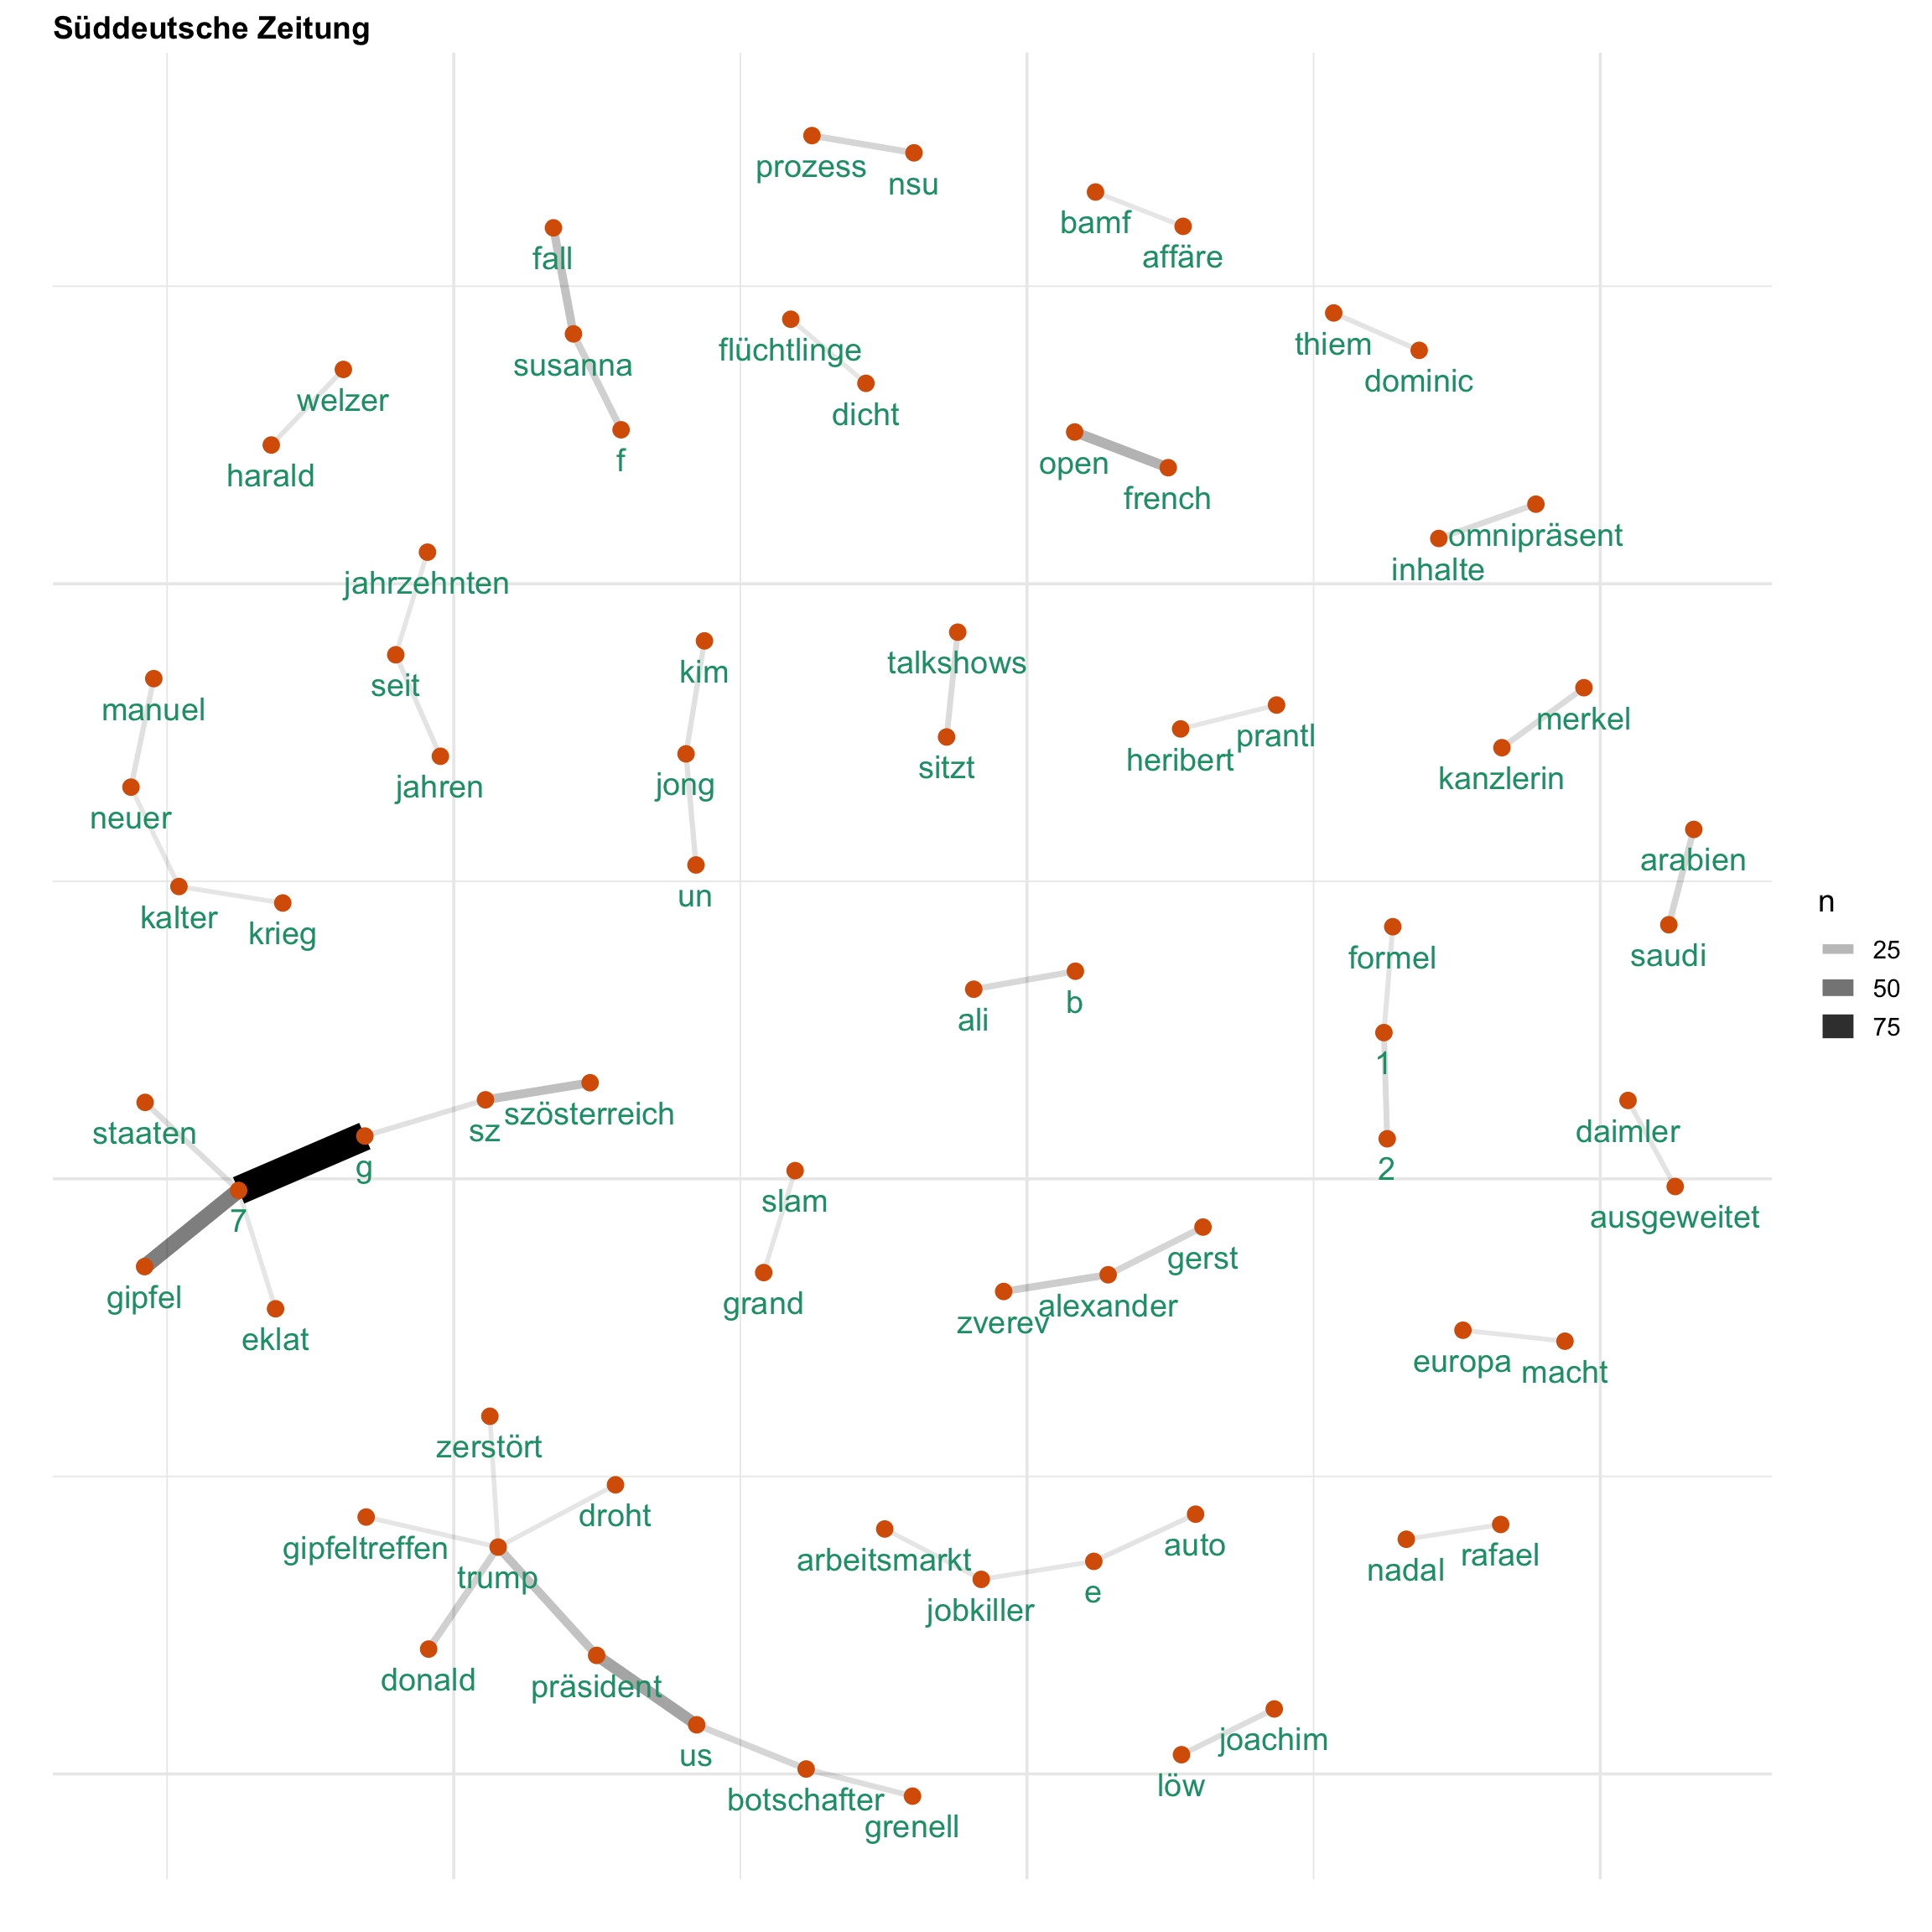 Süddeutsche Zeitung
prozess
nsu
bamf
affäre
fall
susanna
f
flüchtlinge
dicht
thiem
dominic
welzer
harald
open
french
omnipräsent
inhalte
jahrzehnten
seit
jahren
kim
jong
un
talkshows
sitzt
manuel
neuer
kalter
krieg
heribert
prantl
merkel
kanzlerin
arabien
saudi
formel
1
2
ali
b
staaten
g
sz
szösterreich
7
gipfel
eklat
slam
grand
daimler
ausgeweitet
gerst
alexander
zverev
europa
macht
zerstört
droht
gipfeltreffen
trump
donald
präsident
us
botschafter
grenell
arbeitsmarkt
jobkiller
e
auto
nadal
rafael
joachim
löw
n
25
50
75